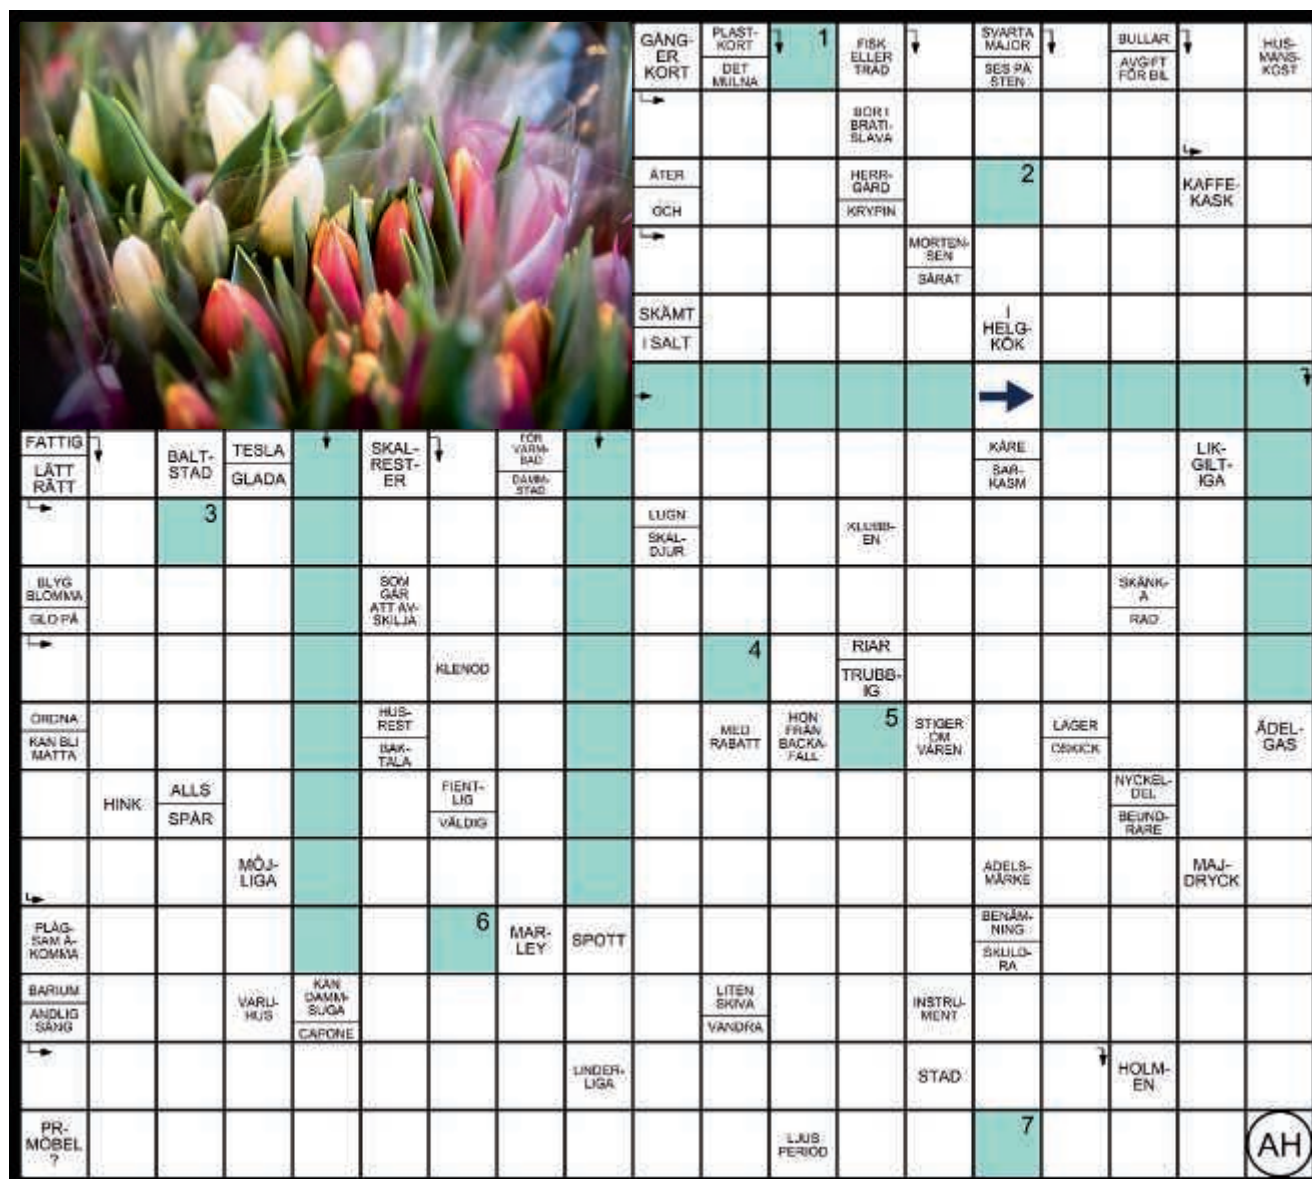 GÅNG-
ER
KORT
PLAST-
KORT
DET
MULNA
1
FISK
ELLER
TRÄD
SVARTA
MAJOR
SES PÅ
STEN
BULLAR
AVGIFT
FÖR BIL
HUS-
MANS-
KOST
BOR I
BRATI-
SLAVA
ÅTER
OCH
HERR-
GÅRD
KRYPIN
2
KAFFE-
KASK
MORTEN-
SEN
SÅRAT
SKÄMT
I SALT
I
HELG-
KÖK
FATTIG
LÄTT
RÄTT
BALT-
STAD
TESLA
GLADA
SKAL-
REST-
ER
FÖR
VARM-
BAD
DAMM-
STAD
KÅRE
SAR-
KASM
LIK-
GILT-
IGA
3
LUGN
SKAL-
DJUR
KLUBB-
EN
BLYG
BLOMMA
GLO PÅ
SOM
GÅR
ATT AV-
SKILJA
SKÄNK-
A
RAD
KLENOD
4
RIAR
TRUBB-
IG
ORDNA
KAN BLI
MATTA
HUS-
REST
BAK-
TALA
MED
RABATT
HON
FRÅN
BACKA-
FALL
5
STIGER
OM
VÅREN
LAGER
OSKICK
ÄDEL-
GAS
HINK
ALLS
SPÅR
FIENT-
LIG
VÄLDIG
NYCKEL-
DEL
BEUND-
RARE
MÖJ-
LIGA
ADELS-
MÄRKE
MAJ-
DRYCK
PLÅG-
SAM Å-
KOMMA
6
MAR-
LEY
SPOTT
BENÄM-
NING
SKULD-
RA
BARIUM
ANDLIG
SÅNG
VARU-
HUS
KAN
DAMM-
SUGA
CAPONE
LITEN
SKIVA
VANDRA
INSTRU-
MENT
UNDER-
LIGA
STAD
HOLM-
EN
PR-
MÖBEL
?
LJUS
PERIOD
7
AH